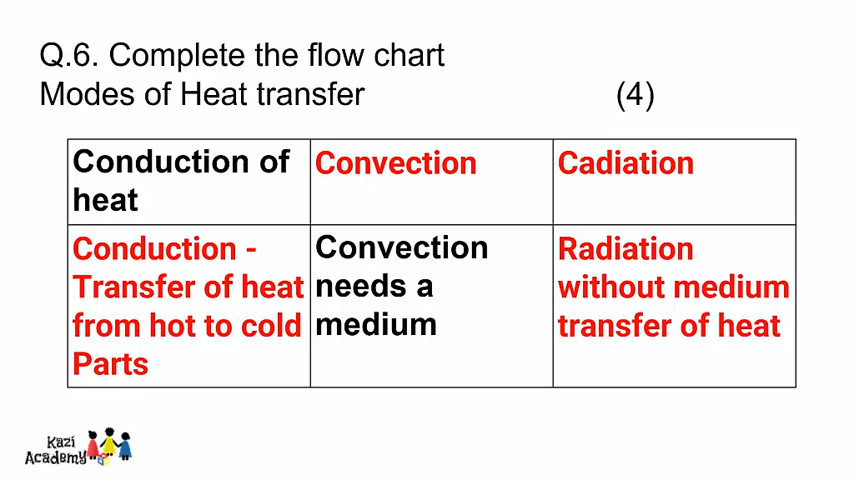 Q.6. Complete the flow chart
Modes of Heat transfer (4)
Conduction of
heat
Convection
Cadiation
Conduction -
Transfer of heat
from hot to cold
Parts
Convection
needs a
medium
Radiation
without medium
transfer of heat
Kazi
Academy